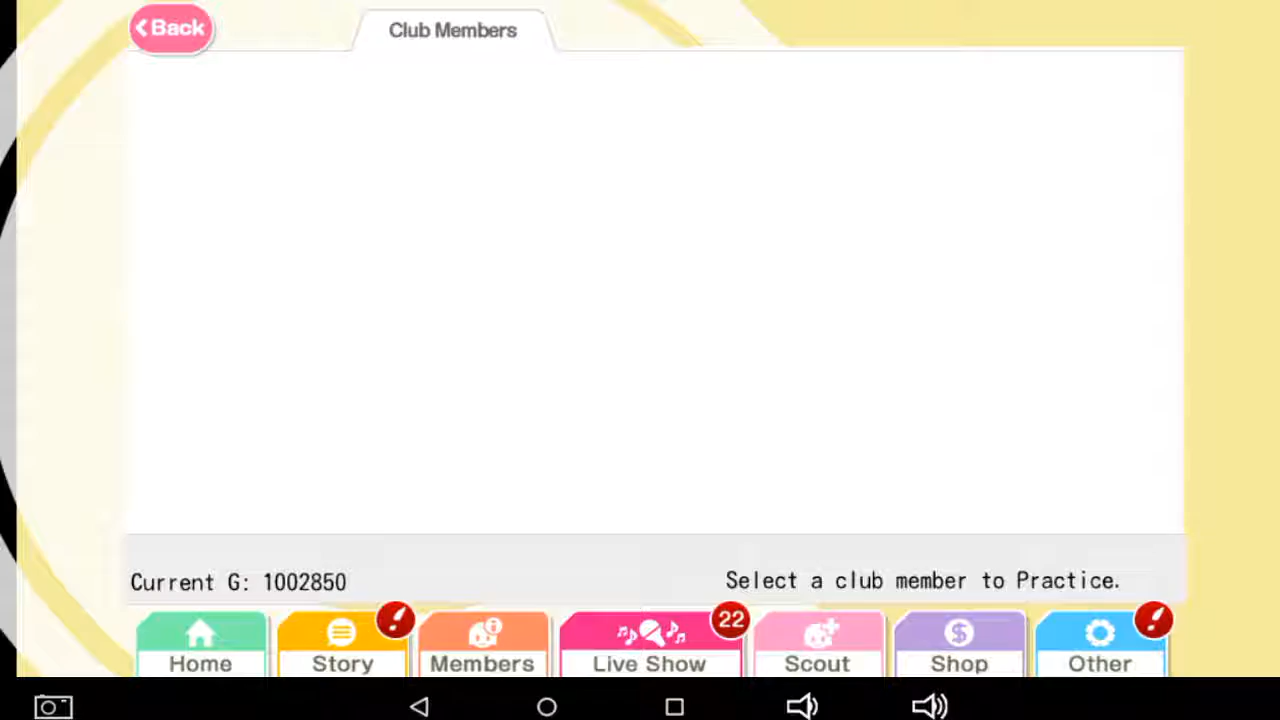 Back
Club Members
Current G: 1002850
Select a club member to Practice.
22
Home
Story
Members
Live Show
Scout
Shop
Other